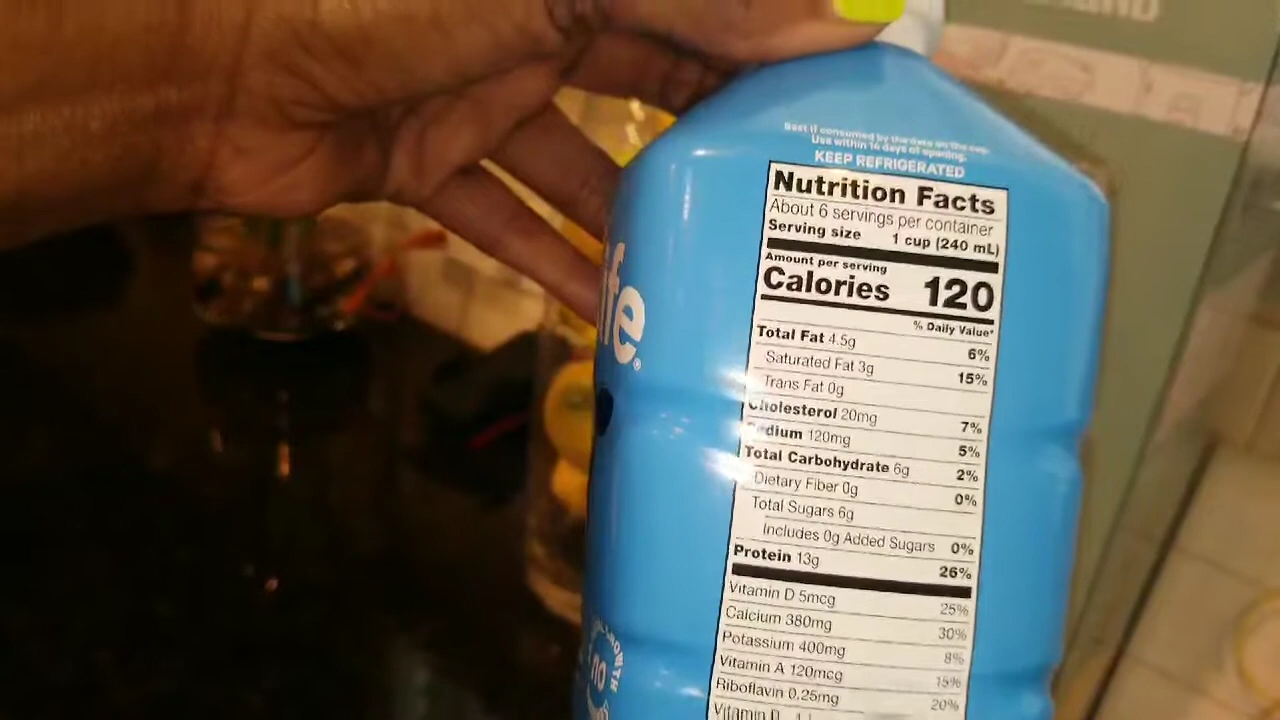 Best if consumed by the date on the cap.
Use within 14 days of opening.
KEEP REFRIGERATED
Nutrition Facts
About 6 servings per container
Serving size 1 cup (240 mL)
Amount per serving
Calories 120
% Daily Value*
Total Fat 4.5g 6%
Saturated Fat 3g 15%
Trans Fat 0g
Cholesterol 20mg 7%
Sodium 120mg 5%
Total Carbohydrate 6g 2%
Dietary Fiber 0g 0%
Total Sugars 6g
Includes 0g Added Sugars 0%
Protein 13g 26%
Vitamin D 5mcg 25%
Calcium 380mg 30%
Potassium 400mg 8%
Vitamin A 120mcg 15%
Riboflavin 0.25mg 20%
Vitamin
ife®
no